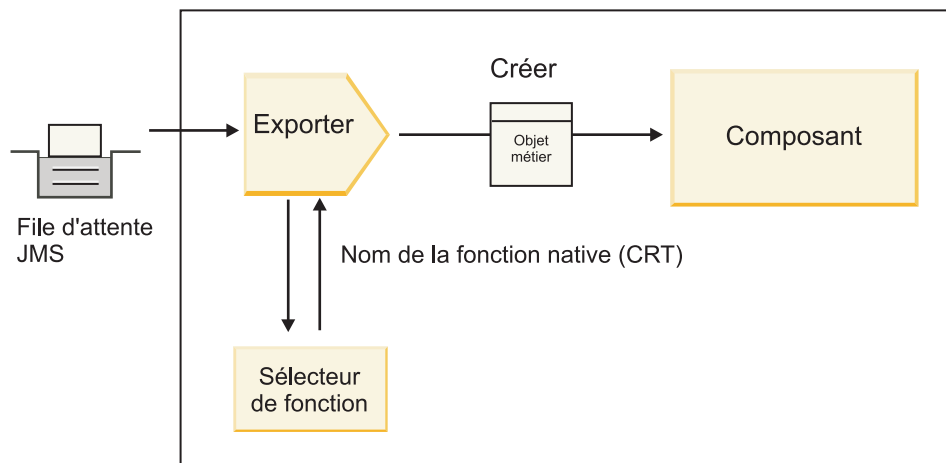 Créer
Exporter
Objet
métier
Composant
File d'attente
JMS
Nom de la fonction native (CRT)
Sélecteur
de fonction